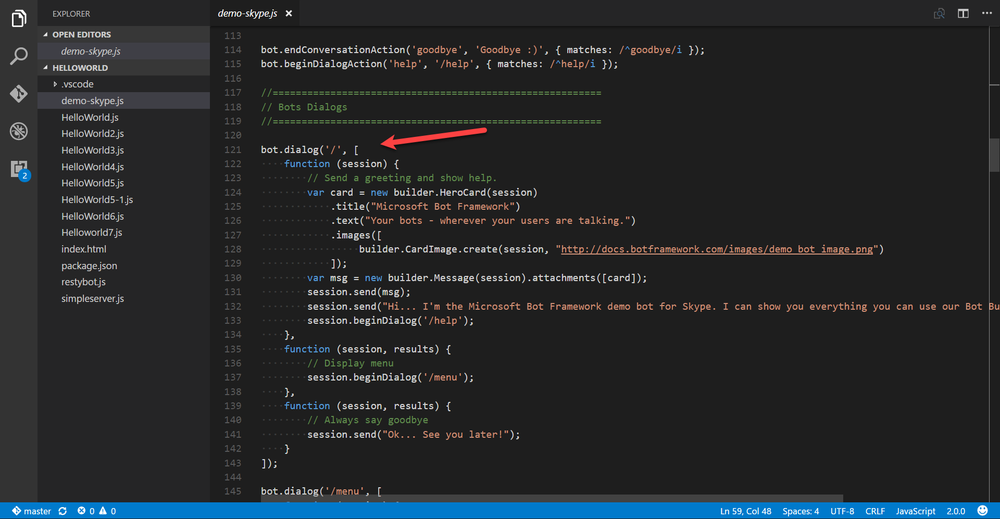 EXPLORER
OPEN EDITORS
demo-skype.js
HELLOWORLD
.vscode
demo-skype.js
HelloWorld.js
HelloWorld2.js
HelloWorld3.js
HelloWorld4.js
HelloWorld5.js
HelloWorld5-1.js
HelloWorld6.js
Helloworld7.js
index.html
package.json
restybot.js
simpleserver.js
2
demo-skype.js
113
114 bot.endConversationAction('goodbye', 'Goodbye :)', { matches: /^goodbye/i });
115 bot.beginDialogAction('help', '/help', { matches: /^help/i });
116
117 //=========================================================
118 // Bots Dialogs
119 //=========================================================
120
121 bot.dialog('/', [
122     function (session) {
123         // Send a greeting and show help.
124         var card = new builder.HeroCard(session)
125             .title("Microsoft Bot Framework")
126             .text("Your bots - wherever your users are talking.")
127             .images([
128                  builder.CardImage.create(session, "http://docs.botframework.com/images/demo_bot_image.png")
129             ]);
130         var msg = new builder.Message(session).attachments([card]);
131         session.send(msg);
132         session.send("Hi... I'm the Microsoft Bot Framework demo bot for Skype. I can show you everything you can use our Bot Bu
133         session.beginDialog('/help');
134     },
135     function (session, results) {
136         // Display menu
137         session.beginDialog('/menu');
138     },
139     function (session, results) {
140         // Always say goodbye
141         session.send("Ok... See you later!");
142     }
143 ]);
144
145 bot.dialog('/menu', [
master 0 0 Ln 59, Col 48 Spaces: 4 UTF-8 CRLF JavaScript 2.0.0